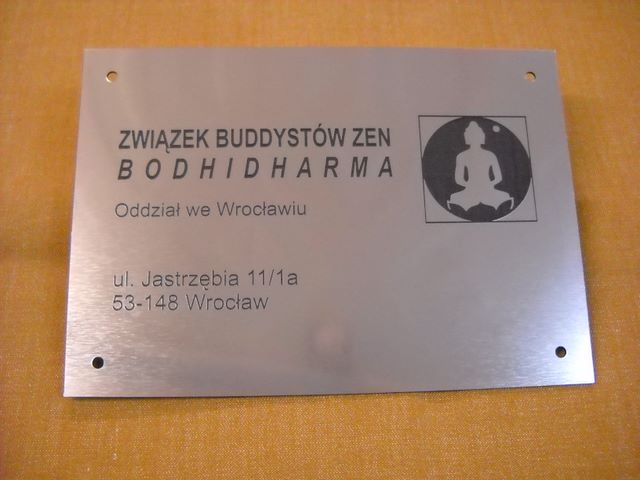 ZWIĄZEK BUDDYSTÓW ZEN
BODHIDHARMA
Oddział we Wrocławiu
ul. Jastrzębia 11/1a
53-148 Wrocław